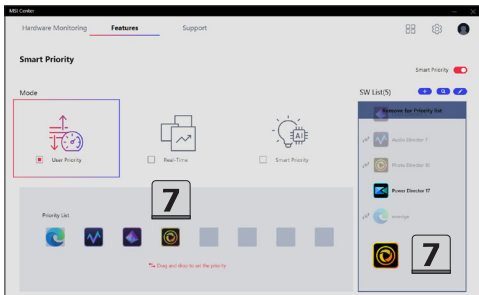 MSI Center
Hardware Monitoring Features Support
Smart Priority
Smart Priority
Mode
SW List(5)
Remove for Priority list
User Priority
Real-Time
Smart Priority
Audio Director 7
Photo Director 10
Power Director 17
msedge
Priority List
7
7
Drag and drop to set the priority